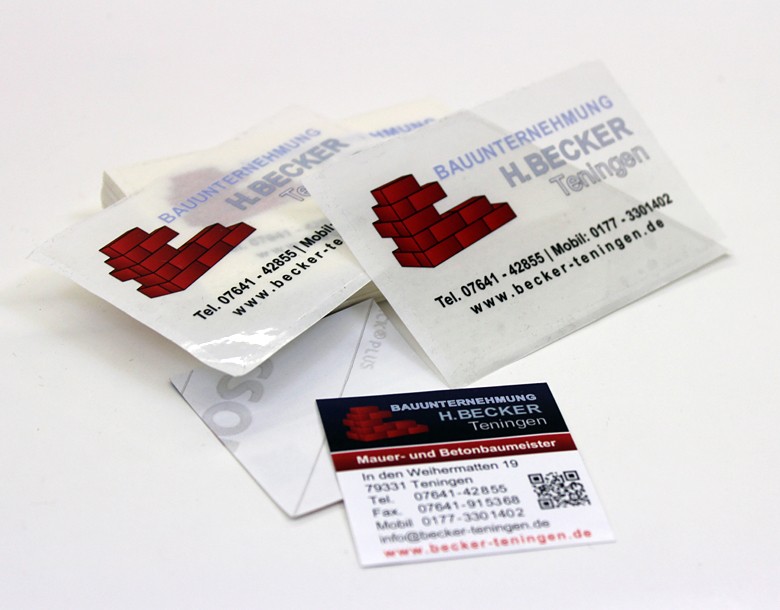 BAUUNTERNEHMUNG
H.BECKER
Teningen
Tel. 07641 - 42855 | Mobil: 0177 - 3301402
www.becker-teningen.de
BAUUNTERNEHMUNG
H.BECKER
Tel. 07641 - 42855 | Mobil:
www.becker-te
BAUUNTERNEHMUNG
H.BECKER
Teningen
Mauer- und Betonbaumeister
In den Weihermatten 19
79331 Teningen
Tel. 07641-42855
Fax. 07641-915368
Mobil 0177-3301402
info@becker-teningen.de
www.becker-teningen.de